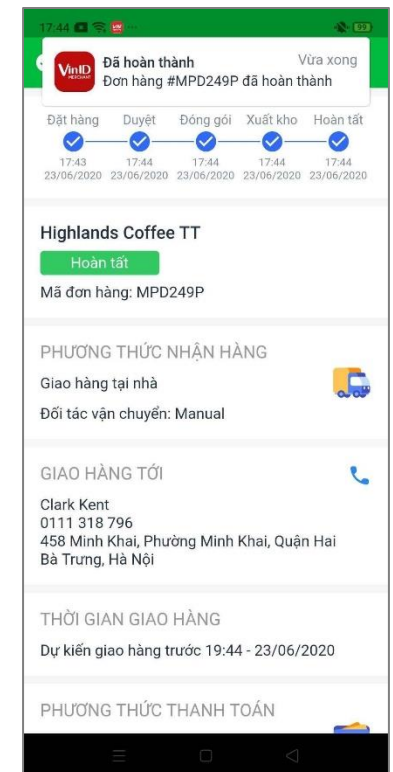 17:44
99
VinID
MERCHANT
Đã hoàn thành
Vừa xong
Đơn hàng #MPD249P đã hoàn thành
Đặt hàng Duyệt Đóng gói Xuất kho Hoàn tất
17:43 17:44 17:44 17:44 17:44
23/06/2020 23/06/2020 23/06/2020 23/06/2020 23/06/2020
Highlands Coffee TT
Hoàn tất
Mã đơn hàng: MPD249P
PHƯƠNG THỨC NHẬN HÀNG
Giao hàng tại nhà
Đối tác vận chuyển: Manual
GIAO HÀNG TỚI
Clark Kent
0111 318 796
458 Minh Khai, Phường Minh Khai, Quận Hai
Bà Trưng, Hà Nội
THỜI GIAN GIAO HÀNG
Dự kiến giao hàng trước 19:44 - 23/06/2020
PHƯƠNG THỨC THANH TOÁN